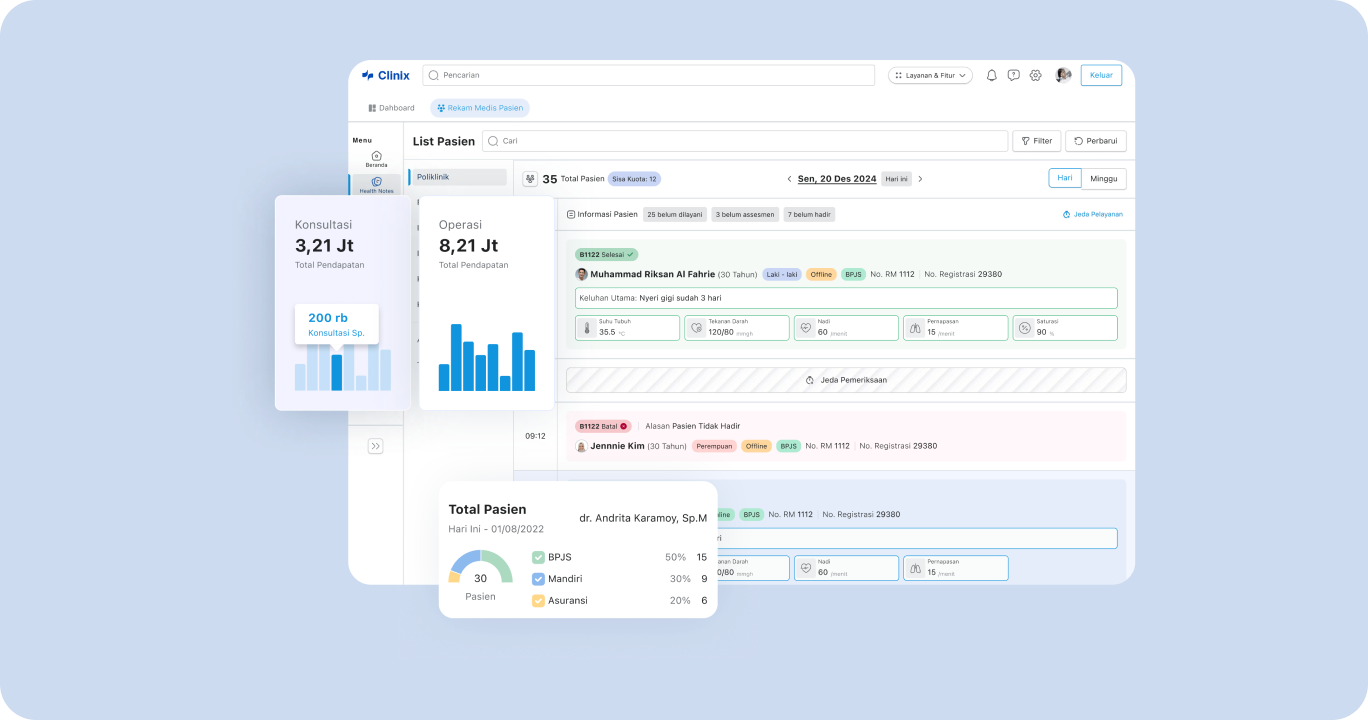 Clinix
Pencarian
Layanan & Fitur
Keluar
Dahboard
Rekam Medis Pasien
Menu
Beranda
Health Notes
List Pasien
Cari
Filter
Perbarui
Poliklinik
35 Total Pasien
Sisa Kuota: 12
Sen, 20 Des 2024
Hari ini
Hari
Minggu
Informasi Pasien
25 belum dilayani
3 belum assesmen
7 belum hadir
Jeda Pelayanan
Konsultasi
3,21 Jt
Total Pendapatan
200 rb
Konsultasi Sp.
Operasi
8,21 Jt
Total Pendapatan
B1122 Selesai
Muhammad Riksan Al Fahrie (30 Tahun) Laki - laki Offline BPJS No. RM 1112 No. Registrasi 29380
Keluhan Utama: Nyeri gigi sudah 3 hari
Suhu Tubuh
35.5 °C
Tekanan Darah
120/80 /mmgh
Nadi
60 /menit
Pernapasan
15 /menit
Saturasi
90 %
Jeda Pemeriksaan
09:12
B1122 Batal
Alasan Pasien Tidak Hadir
Jennnie Kim (30 Tahun) Perempuan Offline BPJS No. RM 1112 No. Registrasi 29380
BPJS No. RM 1112 No. Registrasi 29380
Nadi
60 /menit
Pernapasan
15 /menit
Total Pasien
Hari Ini - 01/08/2022
dr. Andrita Karamoy, Sp.M
30
Pasien
BPJS 50% 15
Mandiri 30% 9
Asuransi 20% 6